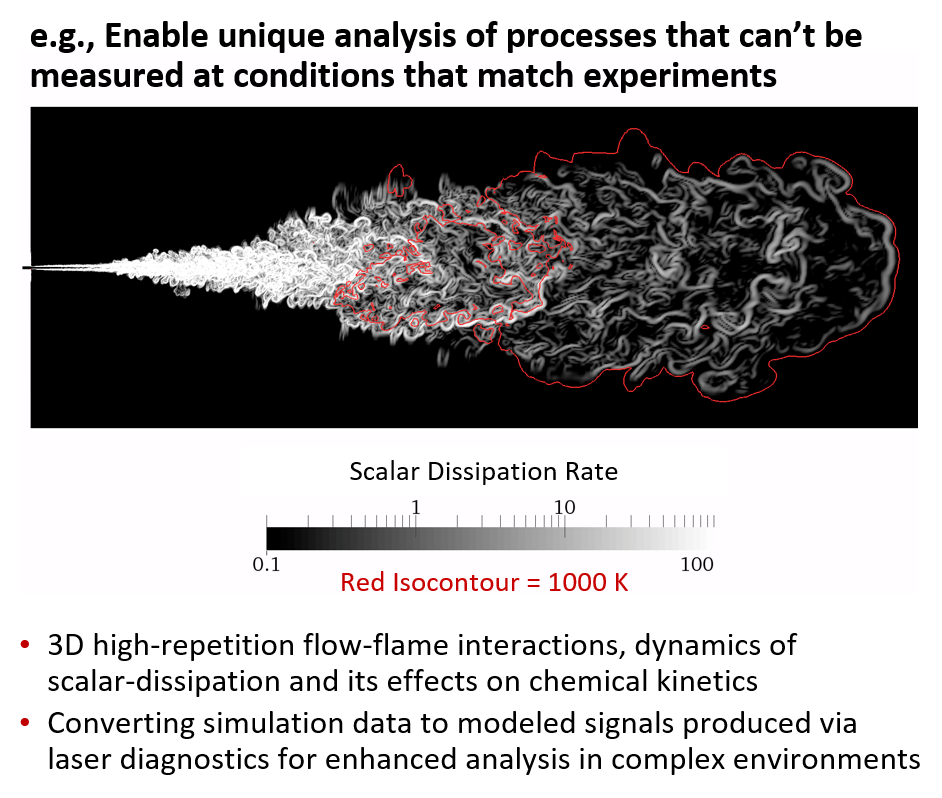 e.g., Enable unique analysis of processes that can’t be
measured at conditions that match experiments
Scalar Dissipation Rate
1 10
0.1 100
Red Isocontour = 1000 K
• 3D high-repetition flow-flame interactions, dynamics of
scalar-dissipation and its effects on chemical kinetics
• Converting simulation data to modeled signals produced via
laser diagnostics for enhanced analysis in complex environments